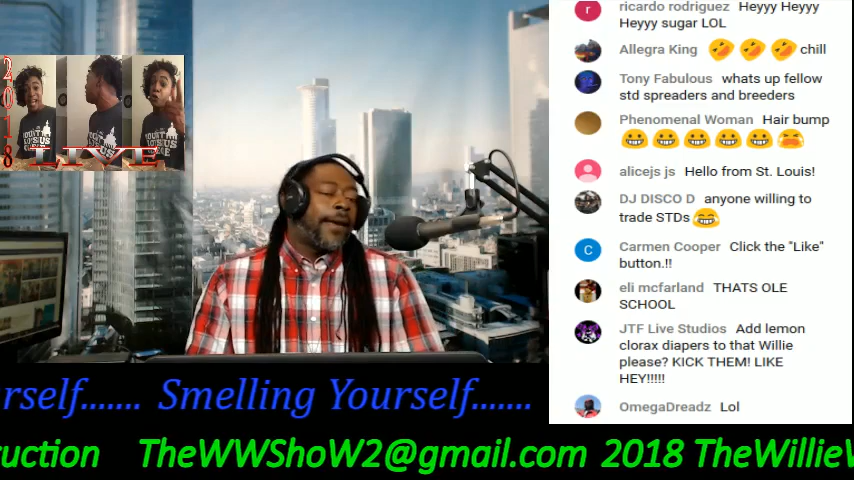 2018
LIVE
ricardo rodriguez Heyyy Heyyy
Heyyy sugar LOL
Allegra King 🤣 🤣 🤣 chill
Tony Fabulous whats up fellow
std spreaders and breeders
Phenomenal Woman Hair bump
😬 😬 😬 😬 😬 😫
alicejs js Hello from St. Louis!
DJ DISCO D anyone willing to
trade STDs 😂
Carmen Cooper Click the "Like"
button.!!
eli mcfarland THATS OLE
SCHOOL
JTF Live Studios Add lemon
clorax diapers to that Willie
please? KICK THEM! LIKE
HEY!!!!!
OmegaDreadz Lol
r
C
rself....... Smelling Yourself.......
uction TheWWShoW2@gmail.com 2018 TheWillieW